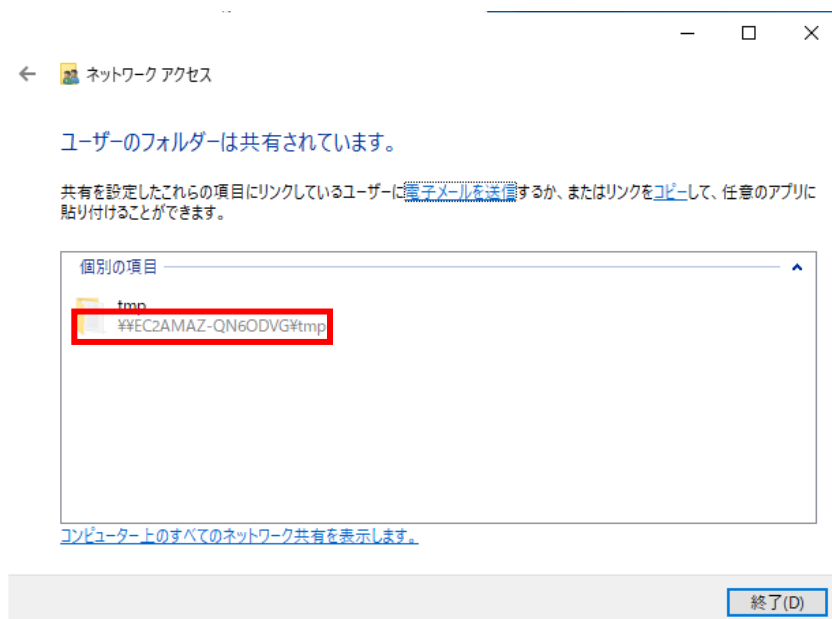 ネットワーク アクセス
ユーザーのフォルダーは共有されています。
共有を設定したこれらの項目にリンクしているユーザーに電子メールを送信するか、またはリンクをコピーして、任意のアプリに
貼り付けることができます。
個別の項目
tmp
¥¥EC2AMAZ-QN6ODVG¥tmp
コンピューター上のすべてのネットワーク共有を表示します。
終了(D)